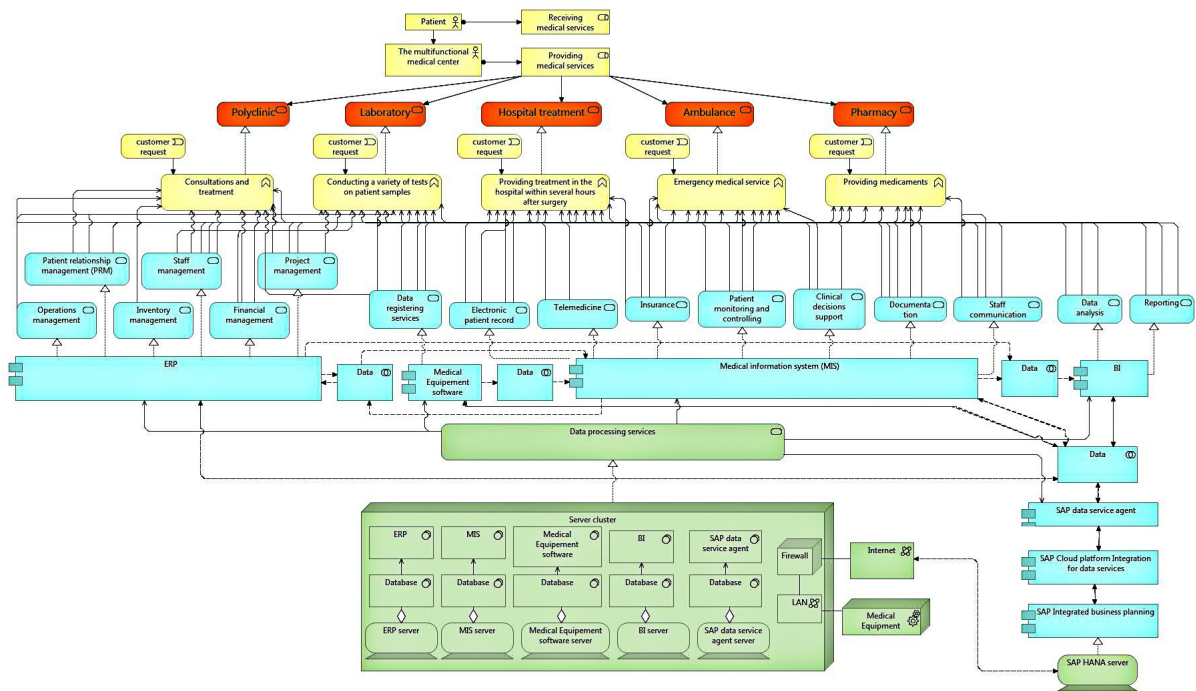 Patient
Receiving
medical services
The multifunctional
medical center
Providing
medical services
Polyclinic
Laboratory
Hospital treatment
Ambulance
Pharmacy
customer
request
customer
request
customer
request
customer
request
customer
request
Consultations and
treatment
Conducting a variety of tests
on patient samples
Providing treatment in the
hospital within several hours
after surgery
Emergency medical service
Providing medicaments
Patient relationship
management (PRM)
Staff
management
Project
management
Operations
management
Inventory
management
Financial
management
Data
registering
services
Electronic
patient record
Telemedicine
Insurance
Patient
monitoring and
controlling
Clinical
decisions
support
Documenta
tion
Staff
communication
Data
analysis
Reporting
ERP
Data
Medical
Equipement
software
Data
Medical information system (MIS)
Data
BI
Data processing services
Data
SAP data service agent
SAP Cloud platform Integration
for data services
SAP Integrated business planning
SAP HANA server
Server cluster
ERP
MIS
Medical
Equipement
software
BI
SAP data
service agent
Firewall
Internet
Database
Database
Database
Database
Database
LAN
Medical
Equipment
ERP server
MIS server
Medical Equipement
software server
BI server
SAP data service
agent server